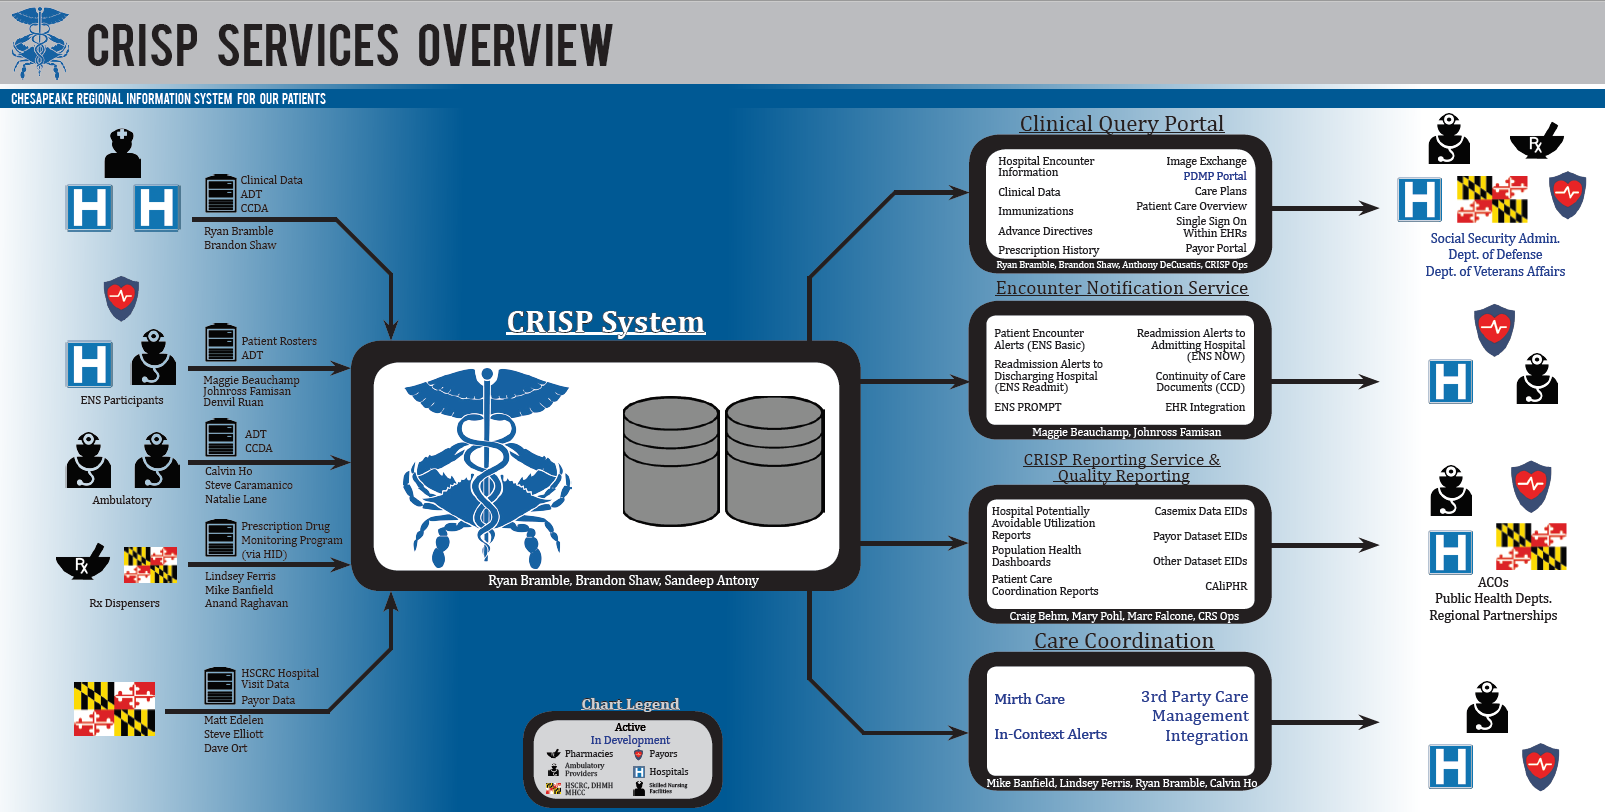 CRISP SERVICES OVERVIEW
CHESAPEAKE REGIONAL INFORMATION SYSTEM FOR OUR PATIENTS
H
H
Clinical Data
ADT
CCDA
Ryan Bramble
Brandon Shaw
H
ENS Participants
Patient Rosters
ADT
Maggie Beauchamp
Johnross Famisan
Denvil Ruan
Ambulatory
ADT
CCDA
Calvin Ho
Steve Caramanico
Natalie Lane
Rx
Rx Dispensers
Prescription Drug
Monitoring Program
(via HID)
Lindsey Ferris
Mike Banfield
Anand Raghavan
HSCRC Hospital
Visit Data
Payor Data
Matt Edelen
Steve Elliott
Dave Ort
CRISP System
Ryan Bramble, Brandon Shaw, Sandeep Antony
Chart Legend
Active
In Development
Pharmacies
Payors
Ambulatory
Providers
H
Hospitals
HSCRC, DHMH
MHCC
Skilled Nursing
Facilities
Clinical Query Portal
Hospital Encounter
Information
Clinical Data
Immunizations
Advance Directives
Prescription History
Image Exchange
PDMP Portal
Care Plans
Patient Care Overview
Single Sign On
Within EHRs
Payor Portal
Ryan Bramble, Brandon Shaw, Anthony DeCusatis, CRISP Ops
Rx
H
Social Security Admin.
Dept. of Defense
Dept. of Veterans Affairs
Encounter Notification Service
Patient Encounter
Alerts (ENS Basic)
Readmission Alerts to
Discharging Hospital
(ENS Readmit)
ENS PROMPT
Readmission Alerts to
Admitting Hospital
(ENS NOW)
Continuity of Care
Documents (CCD)
EHR Integration
Maggie Beauchamp, Johnross Famisan
H
CRISP Reporting Service &
Quality Reporting
Hospital Potentially
Avoidable Utilization
Reports
Population Health
Dashboards
Patient Care
Coordination Reports
Casemix Data EIDs
Payor Dataset EIDs
Other Dataset EIDs
CAliPHR
Craig Behm, Mary Pohl, Marc Falcone, CRS Ops
H
ACOs
Public Health Depts.
Regional Partnerships
Care Coordination
Mirth Care
In-Context Alerts
3rd Party Care
Management
Integration
Mike Banfield, Lindsey Ferris, Ryan Bramble, Calvin Ho
H